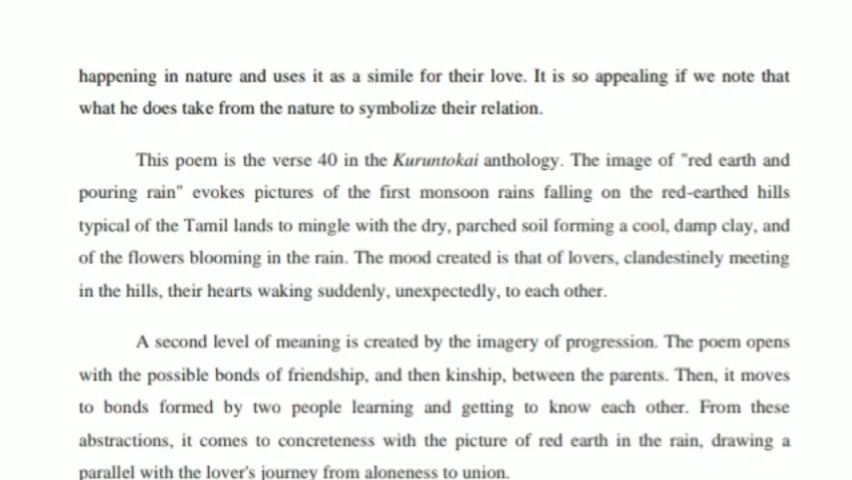 happening in nature and uses it as a simile for their love. It is so appealing if we note that
what he does take from the nature to symbolize their relation.
This poem is the verse 40 in the Kuruntokai anthology. The image of "red earth and
pouring rain" evokes pictures of the first monsoon rains falling on the red-earthed hills
typical of the Tamil lands to mingle with the dry, parched soil forming a cool, damp clay, and
of the flowers blooming in the rain. The mood created is that of lovers, clandestinely meeting
in the hills, their hearts waking suddenly, unexpectedly, to each other.
A second level of meaning is created by the imagery of progression. The poem opens
with the possible bonds of friendship, and then kinship, between the parents. Then, it moves
to bonds formed by two people learning and getting to know each other. From these
abstractions, it comes to concreteness with the picture of red earth in the rain, drawing a
parallel with the lover's journey from aloneness to union.